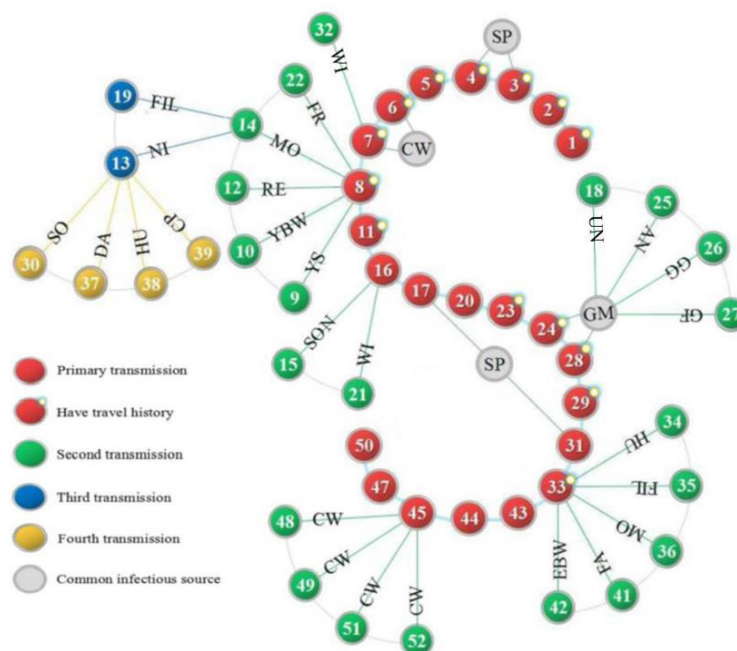 32
SP
WI
22
5
4
3
19
FIL
FR
6
2
14
MO
7
CW
1
NI
13
12
RE
8
18
25
SO
DA
HU
CP
YBW
11
UN
AN
26
10
YS
GG
30
37
38
39
9
16
17
20
23
24
GM
GF
27
SON
WI
28
15
SP
21
29
Primary transmission
Have travel history
50
31
HU
34
Second transmission
47
33
FIL
35
Third transmission
48
CW
45
44
43
MO
36
Fourth transmission
CW
EBW
FA
49
CW
CW
42
41
Common infectious source
51
52